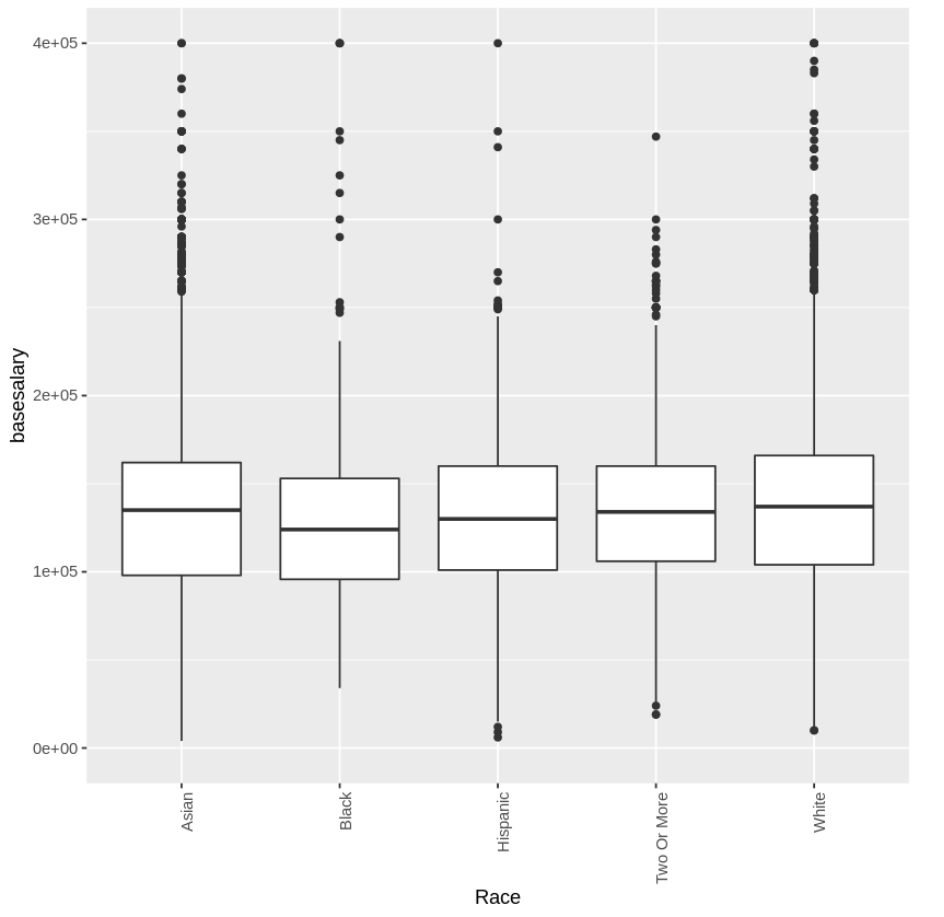 4e+05
3e+05
2e+05
1e+05
0e+00
basesalary
Asian
Black
Hispanic
Two Or More
White
Race